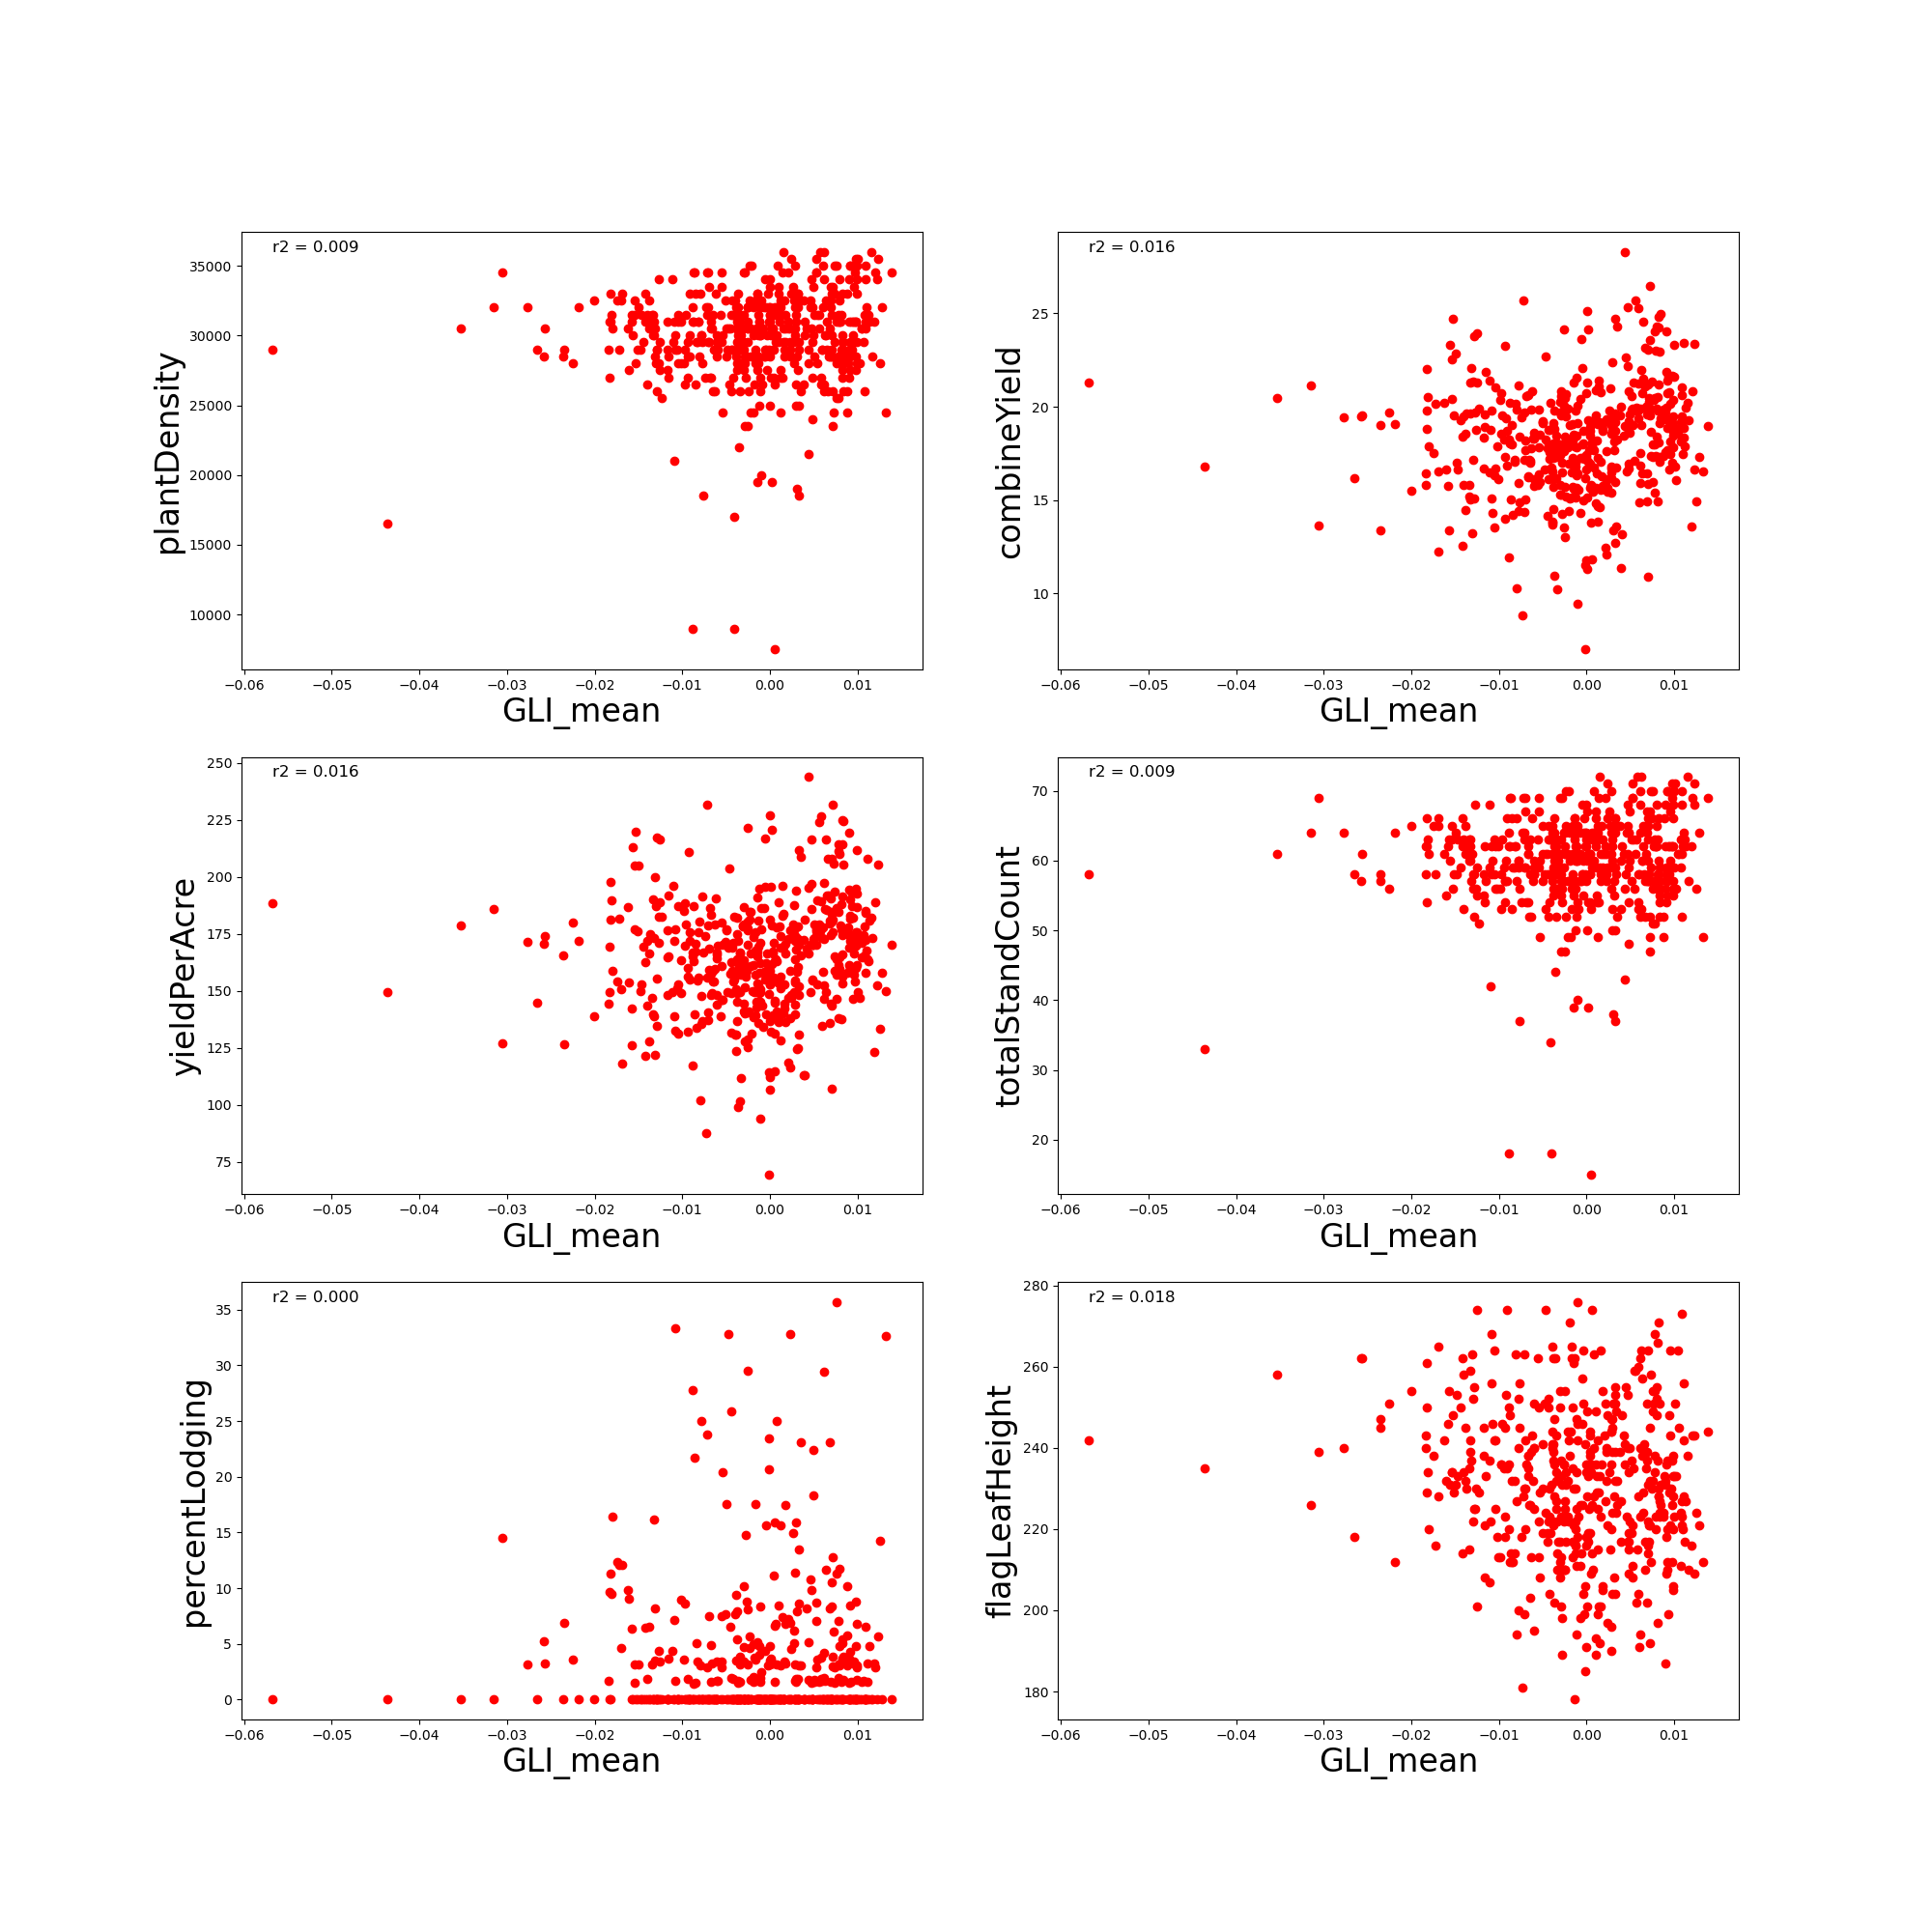 r2 = 0.009
35000
30000
25000
20000
15000
10000
plantDensity
−0.06 −0.05 −0.04 −0.03 −0.02 −0.01 0.00 0.01
GLI_mean
r2 = 0.016
25
20
15
10
combineYield
−0.06 −0.05 −0.04 −0.03 −0.02 −0.01 0.00 0.01
GLI_mean
r2 = 0.016
250
225
200
175
150
125
100
75
yieldPerAcre
−0.06 −0.05 −0.04 −0.03 −0.02 −0.01 0.00 0.01
GLI_mean
r2 = 0.009
70
60
50
40
30
20
totalStandCount
−0.06 −0.05 −0.04 −0.03 −0.02 −0.01 0.00 0.01
GLI_mean
r2 = 0.000
35
30
25
20
15
10
5
0
percentLodging
−0.06 −0.05 −0.04 −0.03 −0.02 −0.01 0.00 0.01
GLI_mean
r2 = 0.018
280
260
240
220
200
180
flagLeafHeight
−0.06 −0.05 −0.04 −0.03 −0.02 −0.01 0.00 0.01
GLI_mean